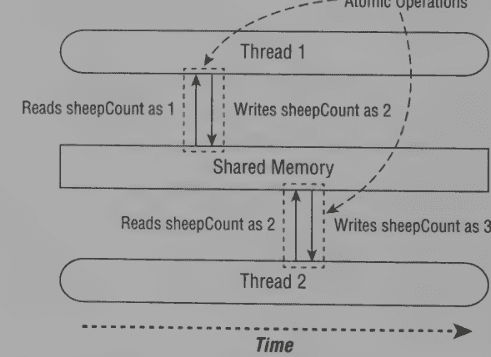 Atomic Operations
Thread 1
Reads sheepCount as 1
Writes sheepCount as 2
Shared Memory
Reads sheepCount as 2
Writes sheepCount as 3
Thread 2
Time